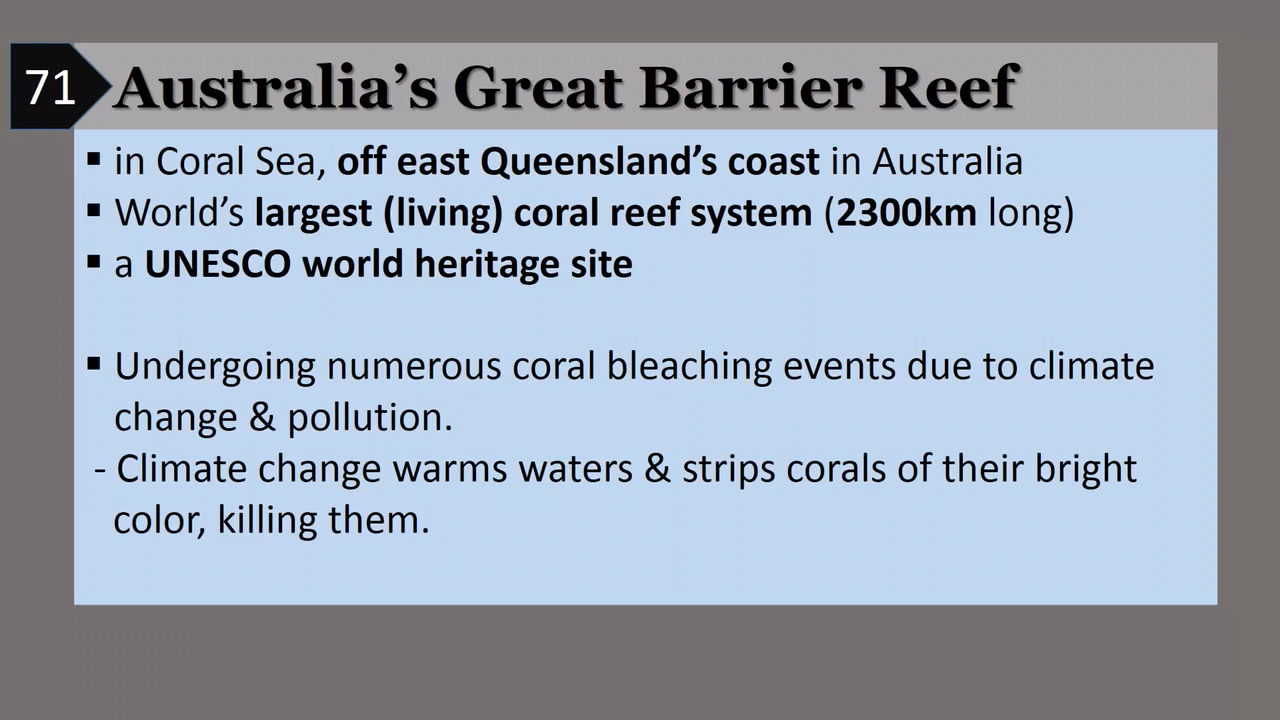 71
Australia’s Great Barrier Reef
▪ in Coral Sea, off east Queensland’s coast in Australia
▪ World’s largest (living) coral reef system (2300km long)
▪ a UNESCO world heritage site
▪ Undergoing numerous coral bleaching events due to climate
change & pollution.
- Climate change warms waters & strips corals of their bright
color, killing them.